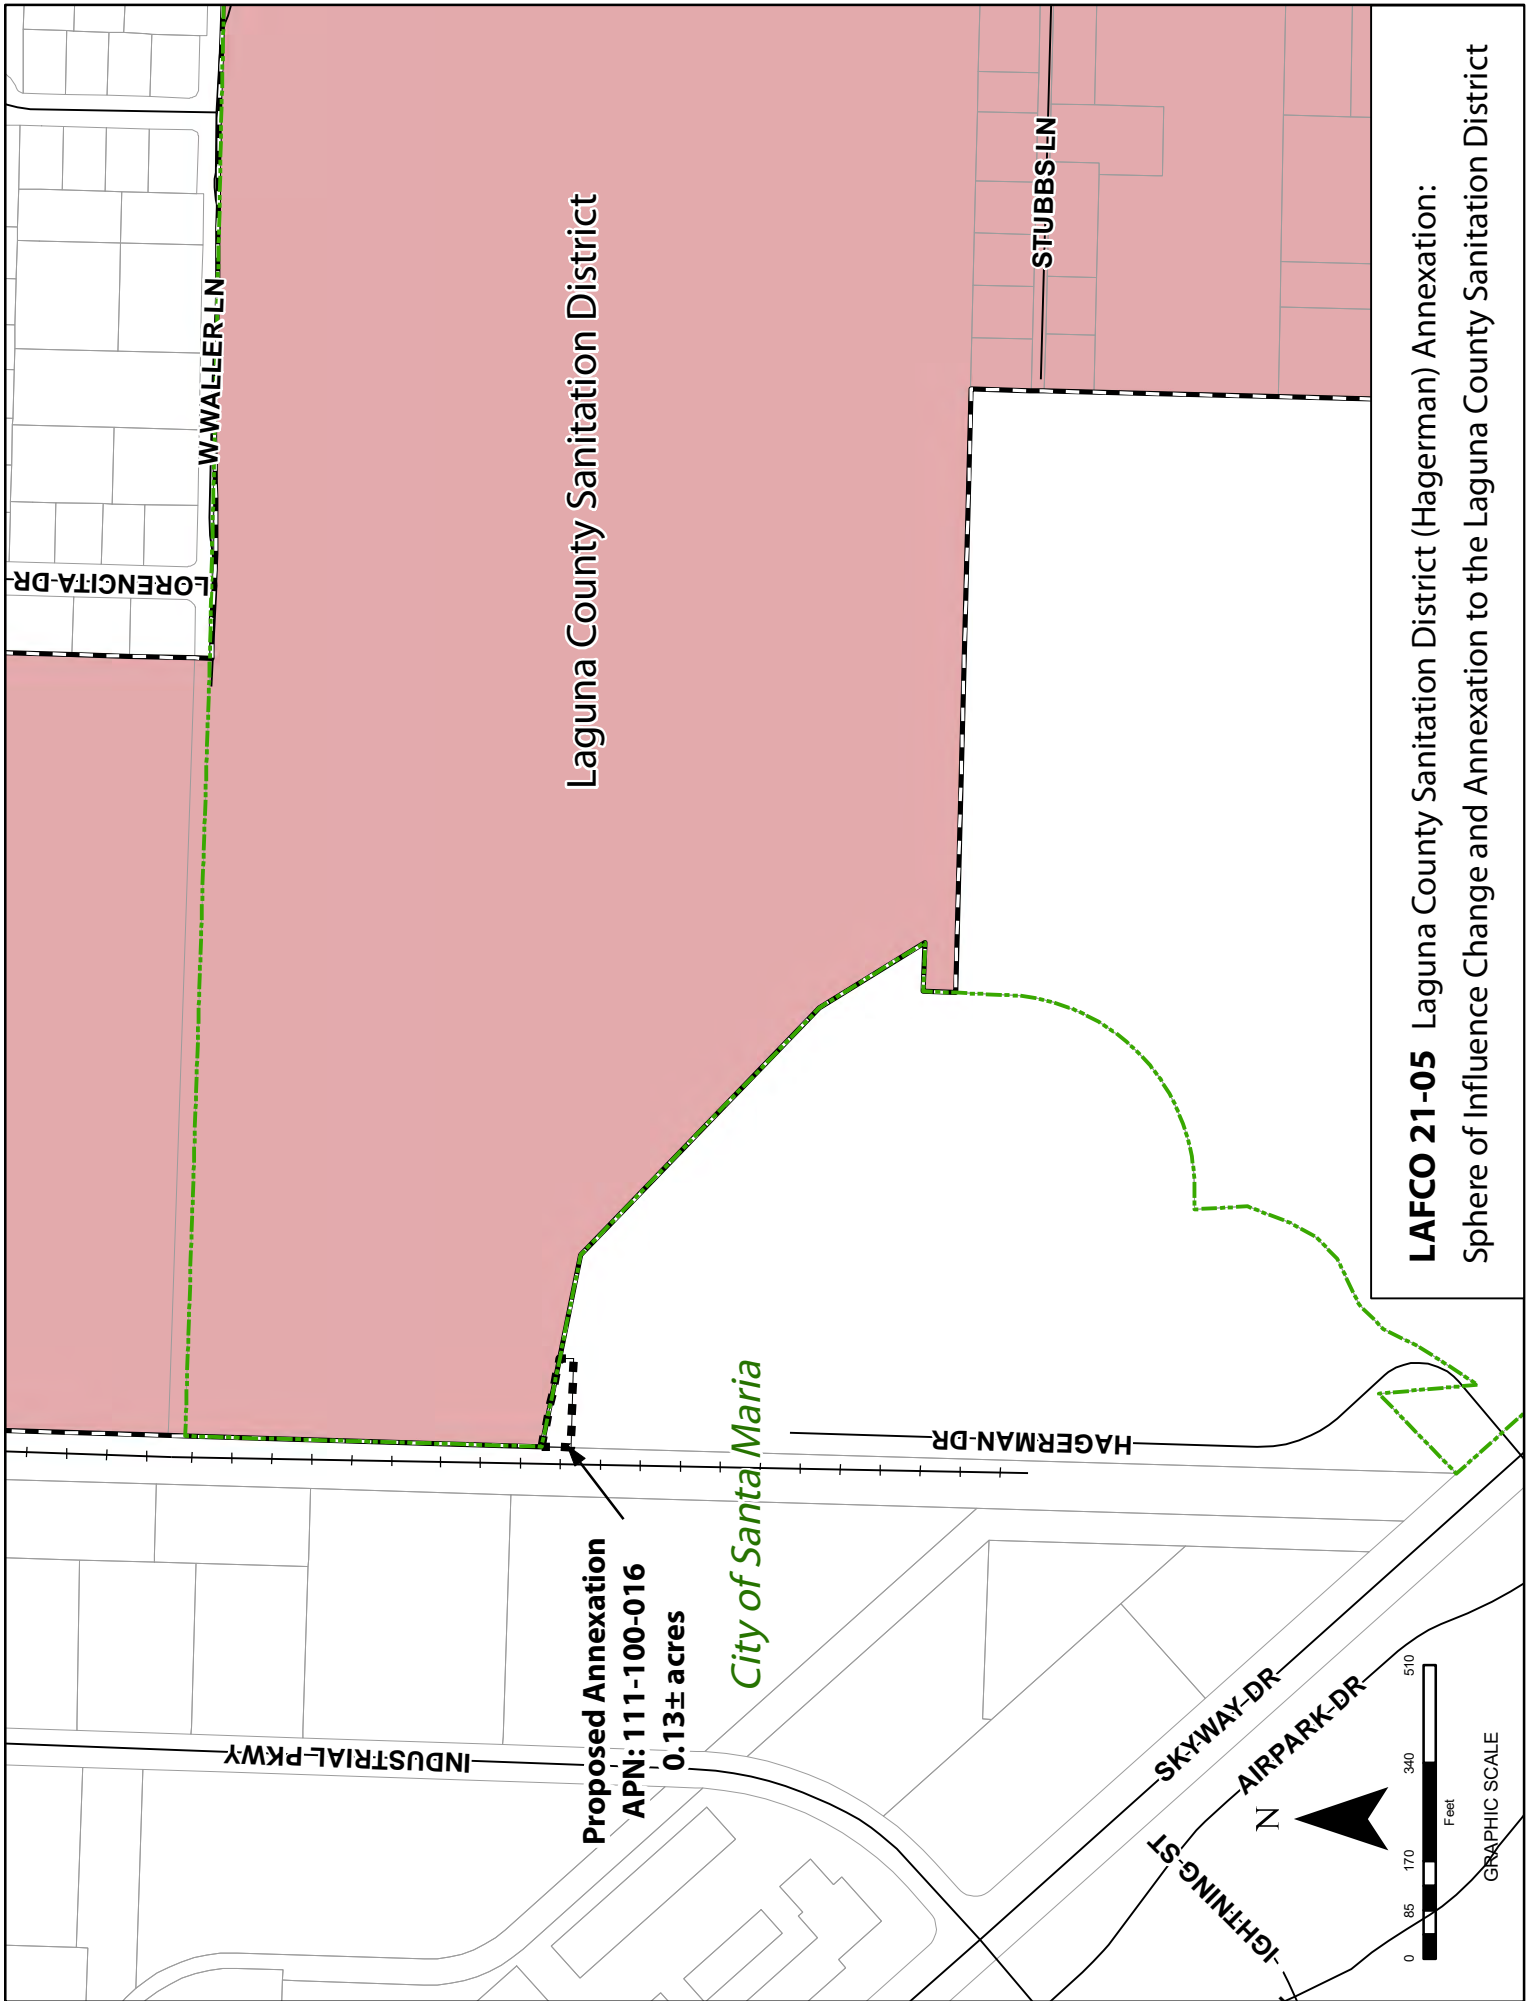 W WALLER LN
LORENCITA DR
STUBBS LN
Laguna County Sanitation District
HAGERMAN DR
City of Santa Maria
Proposed Annexation
APN: 111-100-016
0.13± acres
INDUSTRIAL PKWY
SKYWAY DR
AIRPARK DR
IGHTNING ST
N
0 85 170 340 510
Feet
GRAPHIC SCALE
LAFCO 21-05 Laguna County Sanitation District (Hagerman) Annexation:
Sphere of Influence Change and Annexation to the Laguna County Sanitation District